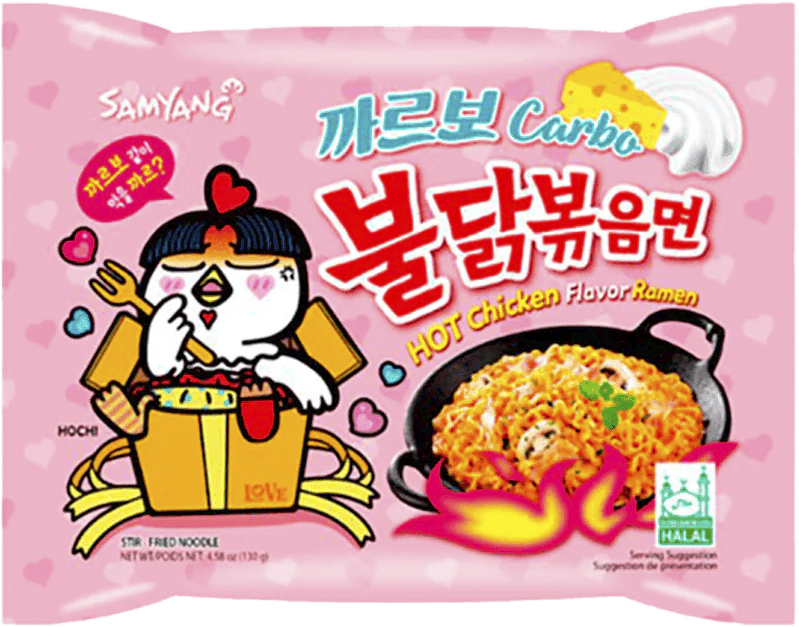 SAMYANG
까르보 Carbo
까르보 같이
먹을 까르?
불닭볶음면
HOT Chicken Flavor Ramen
HOCHI
LOVE
STIR - FRIED NOODLE
NET WT/POIDS NET. 4.58 oz (130 g)
HALAL
Serving Suggestion
Suggestion de présentation